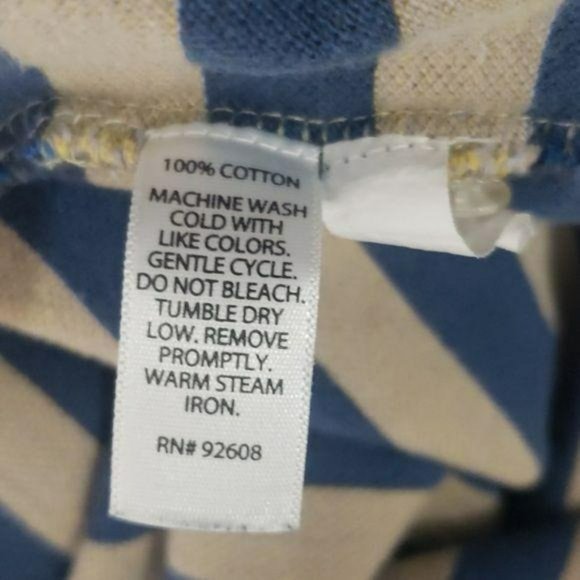 100% COTTON
MACHINE WASH
COLD WITH
LIKE COLORS.
GENTLE CYCLE.
DO NOT BLEACH.
TUMBLE DRY
LOW. REMOVE
PROMPTLY.
WARM STEAM
IRON.
RN# 92608